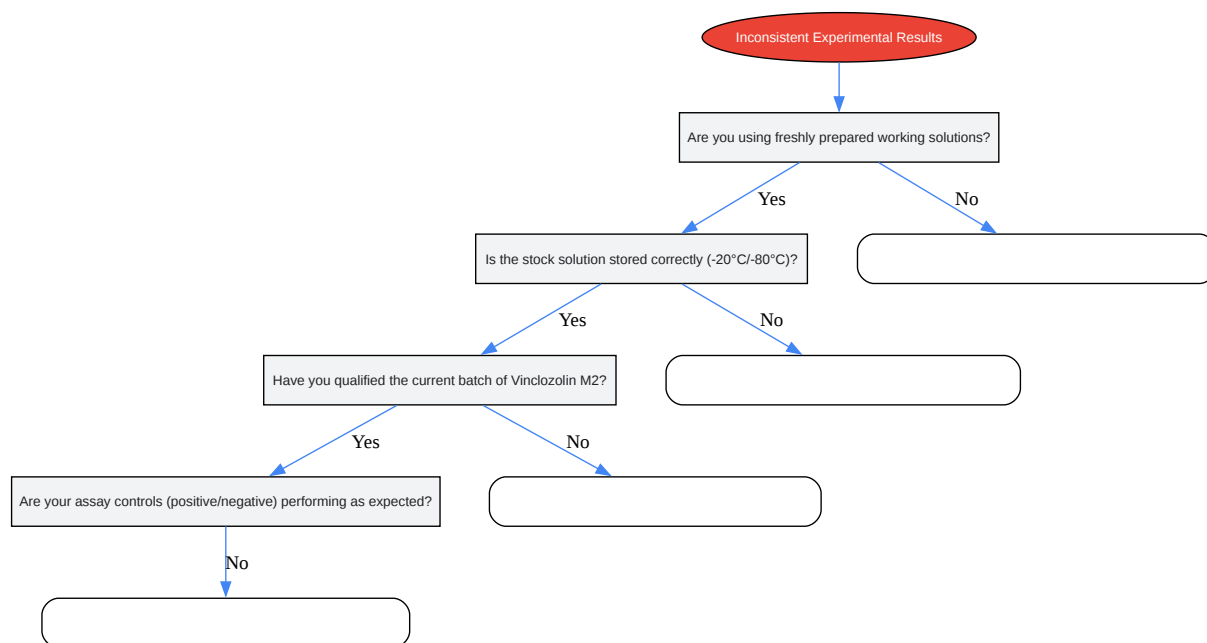 Inconsistent Experimental Results
Are you using freshly prepared working solutions?
Yes
No
Is the stock solution stored correctly (-20°C/-80°C)?
Yes
No
Have you qualified the current batch of Vinclozolin M2?
Yes
No
Are your assay controls (positive/negative) performing as expected?
No